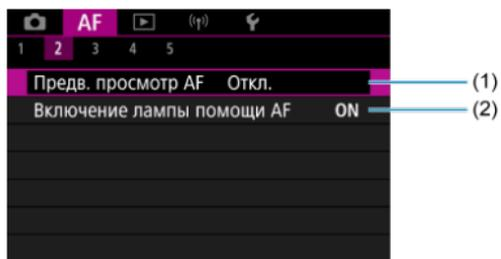 AF
1 2 3 4 5
Предв. просмотр AF Откл. (1)
Включение лампы помощи AF ON (2)